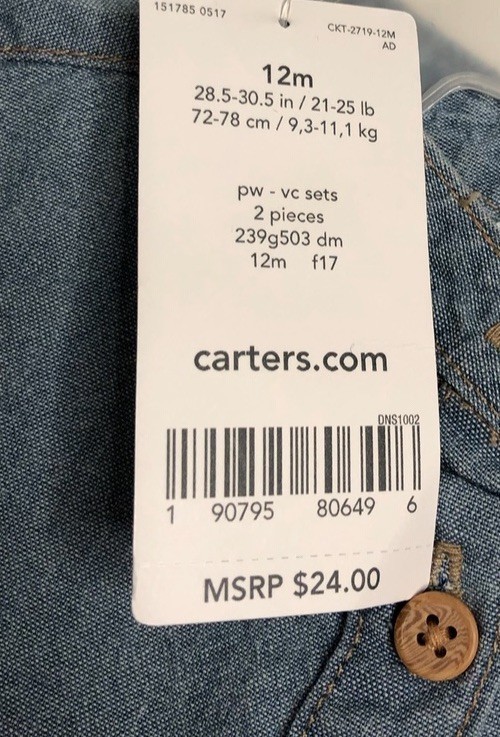 151785 0517
CKT-2719-12M
AD
12m
28.5-30.5 in / 21-25 lb
72-78 cm / 9,3-11,1 kg
pw - vc sets
2 pieces
239g503 dm
12m f17
carters.com
DNS1002
1 90795 80649 6
MSRP $24.00